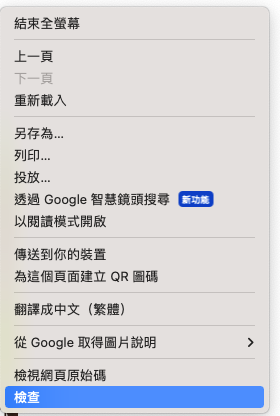 結束全螢幕
上一頁
下一頁
重新載入
另存為...
列印...
投放...
透過 Google 智慧鏡頭搜尋 新功能
以閱讀模式開啟
傳送到你的裝置
為這個頁面建立 QR 圖碼
翻譯成中文（繁體）
從 Google 取得圖片說明
檢視網頁原始碼
檢查